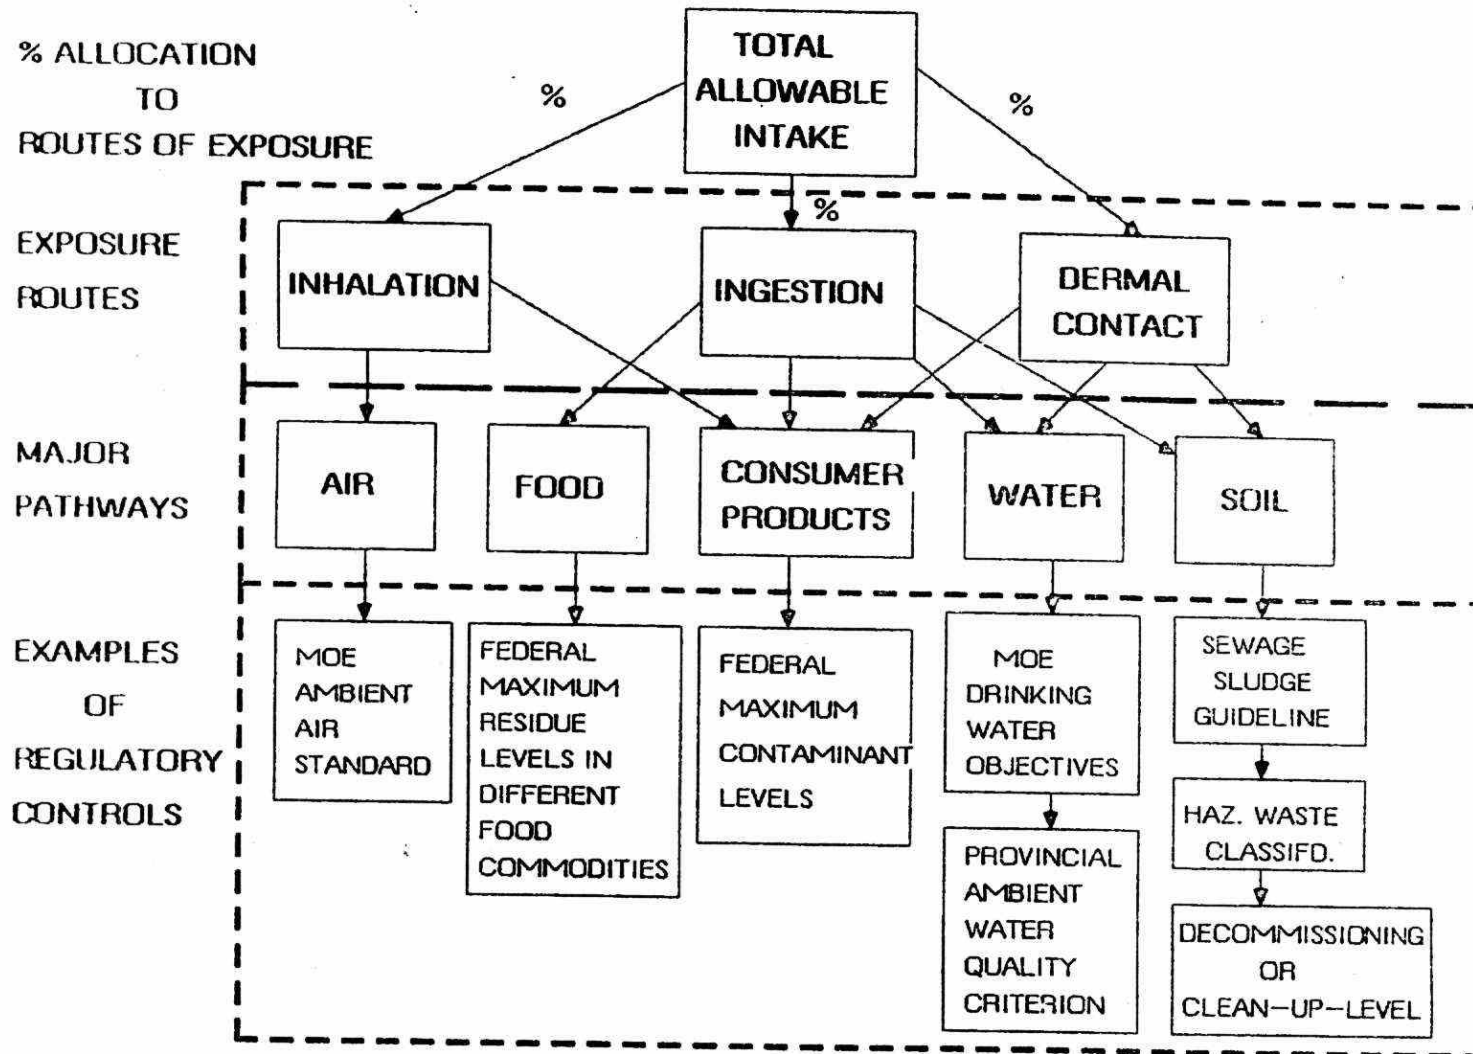 % ALLOCATION
TO
ROUTES OF EXPOSURE
TOTAL
ALLOWABLE
INTAKE
%
%
%
EXPOSURE
ROUTES
INHALATION
INGESTION
DERMAL
CONTACT
MAJOR
PATHWAYS
AIR
FOOD
CONSUMER
PRODUCTS
WATER
SOIL
EXAMPLES
OF
REGULATORY
CONTROLS
MOE
AMBIENT
AIR
STANDARD
FEDERAL
MAXIMUM
RESIDUE
LEVELS IN
DIFFERENT
FOOD
COMMODITIES
FEDERAL
MAXIMUM
CONTAMINANT
LEVELS
MOE
DRINKING
WATER
OBJECTIVES
PROVINCIAL
AMBIENT
WATER
QUALITY
CRITERION
SEWAGE
SLUDGE
GUIDELINE
HAZ. WASTE
CLASSIFD.
DECOMMISSIONING
OR
CLEAN-UP-LEVEL